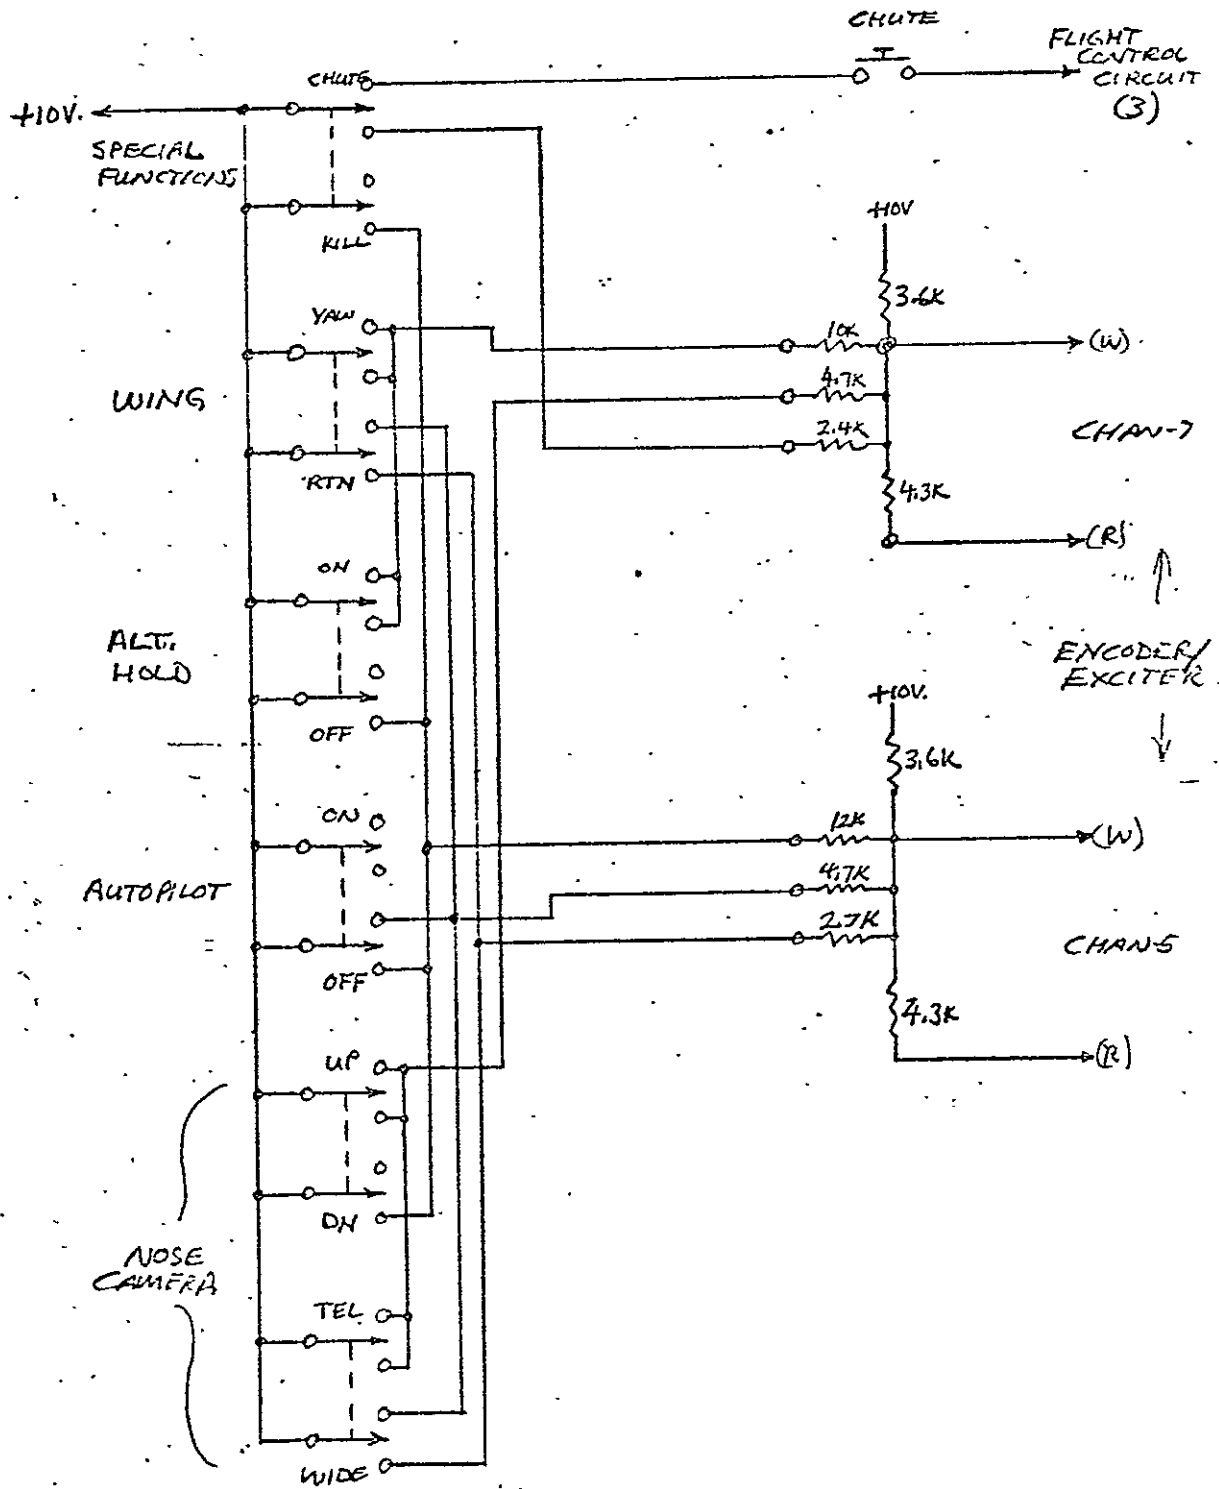 CHUTE
FLIGHT
CONTROL
CIRCUIT
(3)
CHUTE
+10V.
SPECIAL
FUNCTIONS
KILL
+10V
3.6K
YAW
10K
(W)
WING
4.7K
2.4K
CHAN-7
RTN
4.3K
(R)
ON
ALT.
HOLD
ENCODER/
EXCITER
+10V.
OFF
3.6K
ON
12K
(W)
AUTOPILOT
4.7K
2.7K
CHAN-5
OFF
4.3K
UP
(R)
DN
NOSE
CAMERA
TEL
WIDE